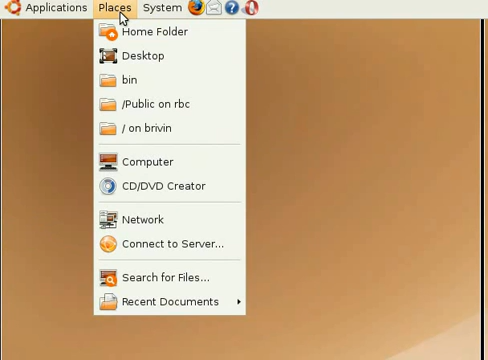 Applications Places System
Home Folder
Desktop
bin
/Public on rbc
/ on brivin
Computer
CD/DVD Creator
Network
Connect to Server...
Search for Files...
Recent Documents